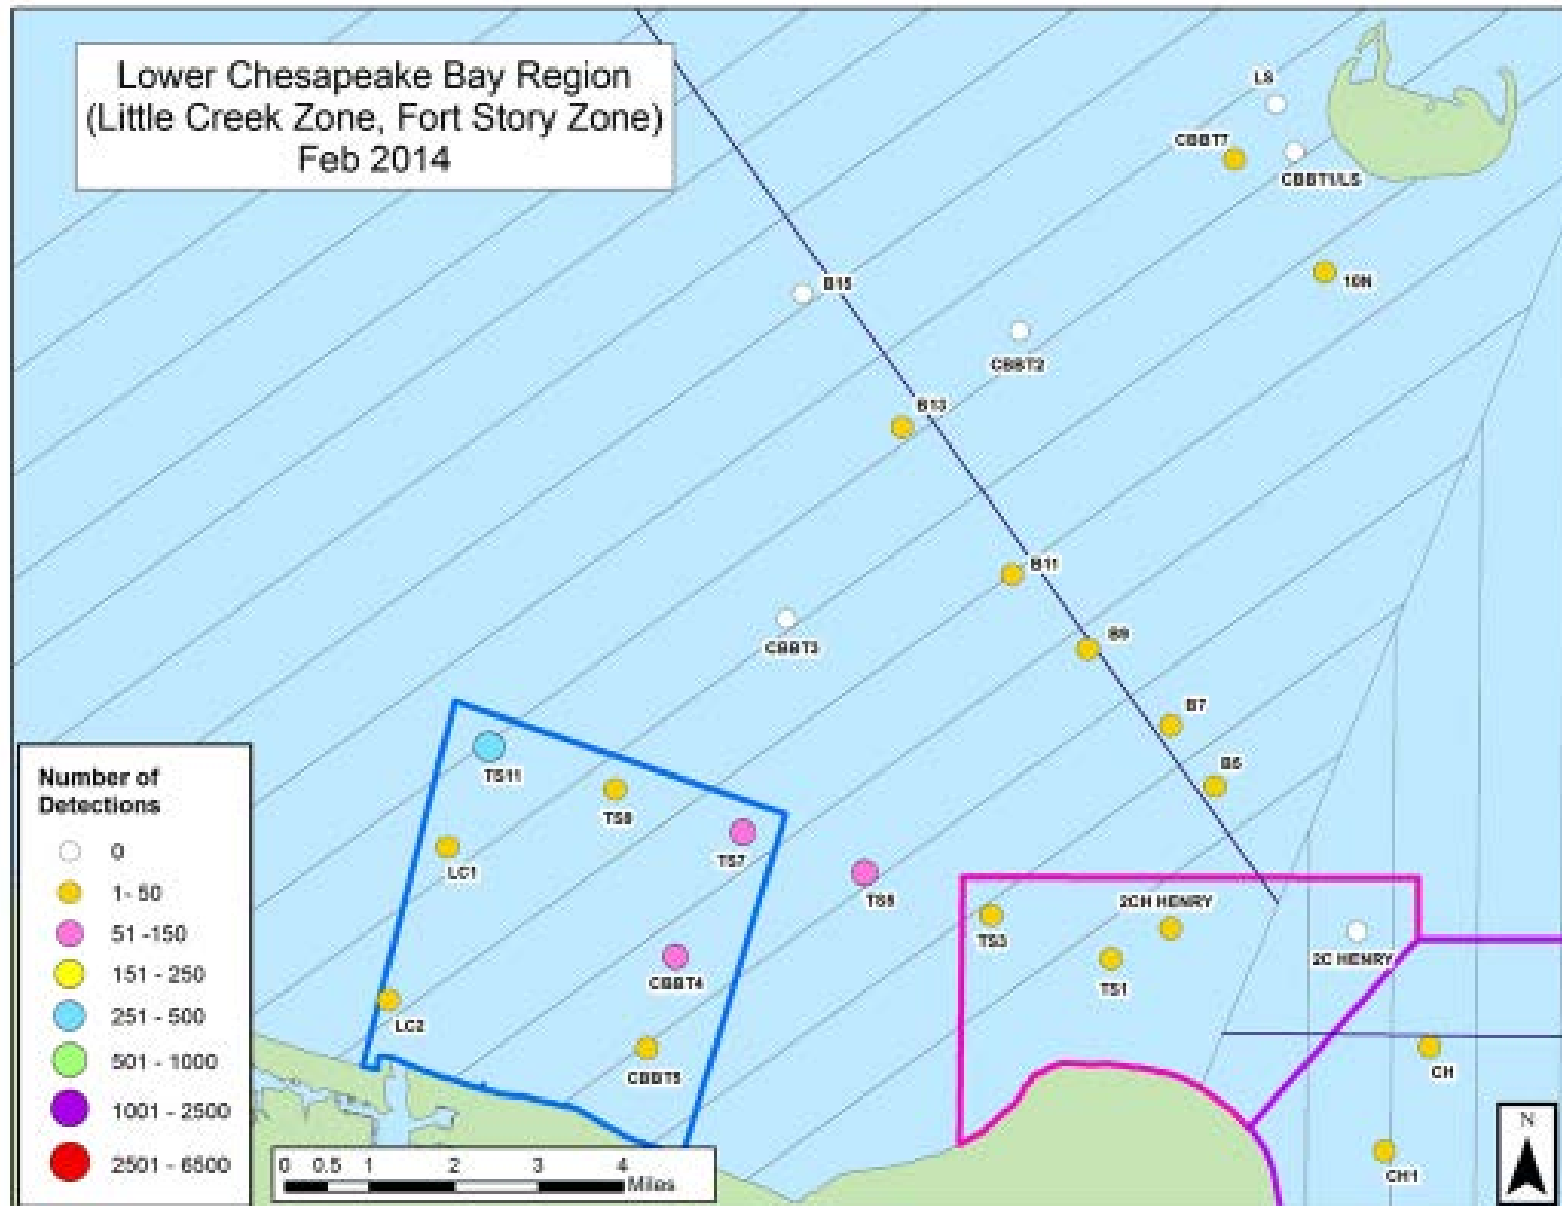 Lower Chesapeake Bay Region
(Little Creek Zone, Fort Story Zone)
Feb 2014
LS
CBBT7
CBBT1/LS
10N
B15
CBBT2
B13
B11
CBBT3
B9
B7
B5
TS11
TS9
TS7
LC1
TS5
2CH HENRY
TS3
TS1
2C HENRY
CBBT4
LC2
CBBT5
CH
CH1
Number of
Detections
0
1- 50
51 -150
151 - 250
251 - 500
501 - 1000
1001 - 2500
2501 - 6500
0 0.5 1 2 3 4
Miles
N